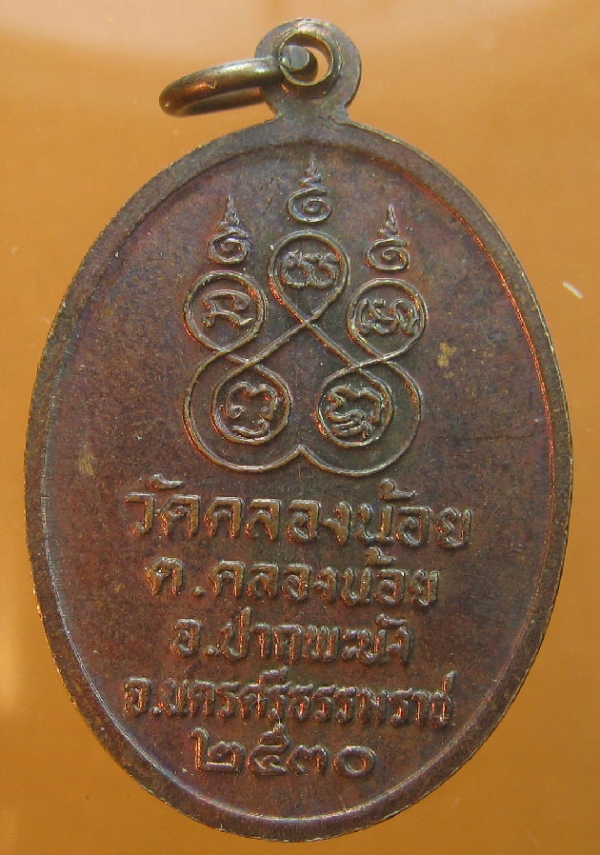 วัดคลองน้อย
ต.คลองน้อย
อ.ปากพะนัง
จ.นครศรีธรรมราช
๒๕๓๐